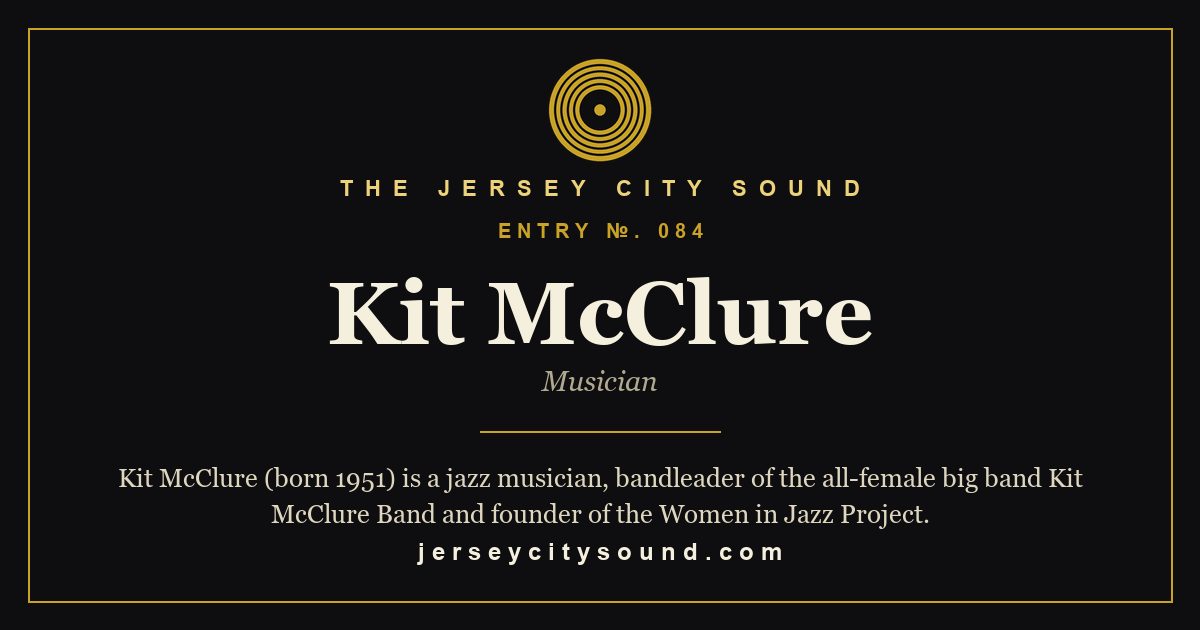 THE JERSEY CITY SOUND
ENTRY №. 084
Kit McClure
Musician
Kit McClure (born 1951) is a jazz musician, bandleader of the all-female big band Kit
McClure Band and founder of the Women in Jazz Project.
jerseycitysound.com